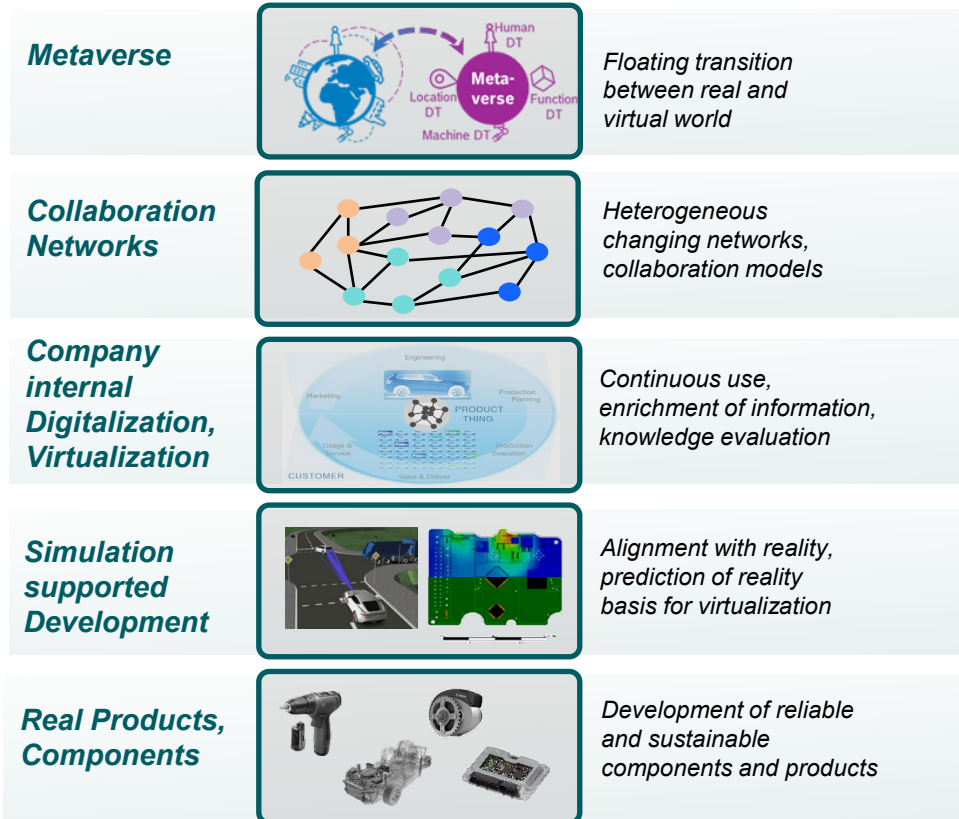 Metaverse
Human
DT
Meta-
verse
Location
DT
Function
DT
Machine DT
Floating transition
between real and
virtual world
Collaboration
Networks
Heterogeneous
changing networks,
collaboration models
Company
internal
Digitalization,
Virtualization
Engineering
Marketing
Production
Planning
PRODUCT
THING
Usage &
Service
Production
Execution
CUSTOMER
Sales & Deliver
Continuous use,
enrichment of information,
knowledge evaluation
Simulation
supported
Development
Alignment with reality,
prediction of reality
basis for virtualization
Real Products,
Components
Development of reliable
and sustainable
components and products